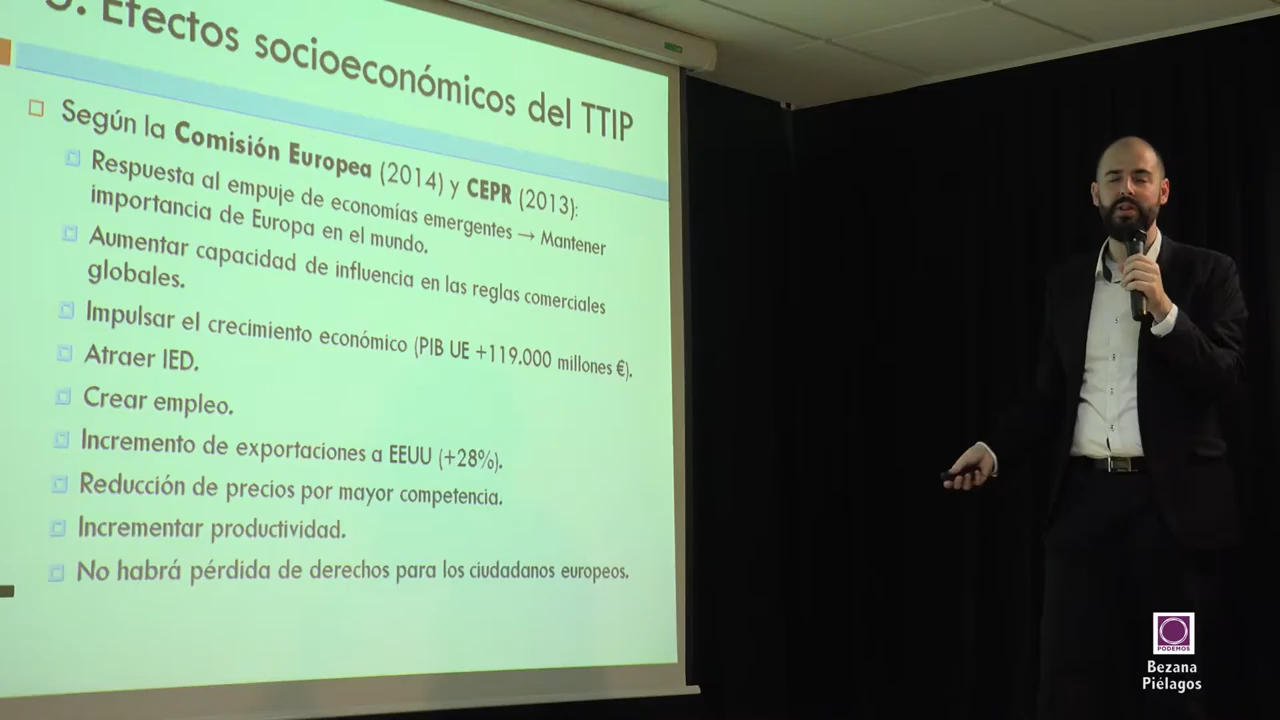 Efectos socioeconómicos del TTIP
Según la Comisión Europea (2014) y CEPR (2013):
Respuesta al empuje de economías emergentes → Mantener
importancia de Europa en el mundo.
Aumentar capacidad de influencia en las reglas comerciales
globales.
Impulsar el crecimiento económico (PIB UE +119.000 millones €).
Atraer IED.
Crear empleo.
Incremento de exportaciones a EEUU (+28%).
Reducción de precios por mayor competencia.
Incrementar productividad.
No habrá pérdida de derechos para los ciudadanos europeos.
PODEMOS
Bezana
Piélagos